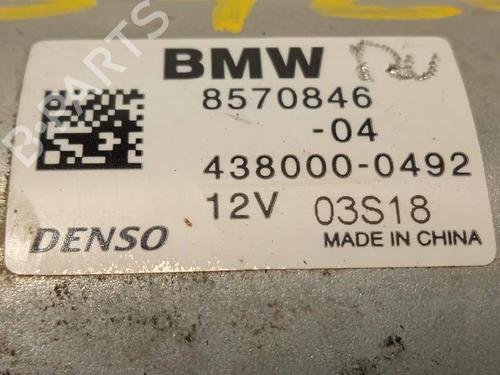 BMW
8570846
-04
438000-0492
12V 03S18
DENSO
MADE IN CHINA
B-PARTS